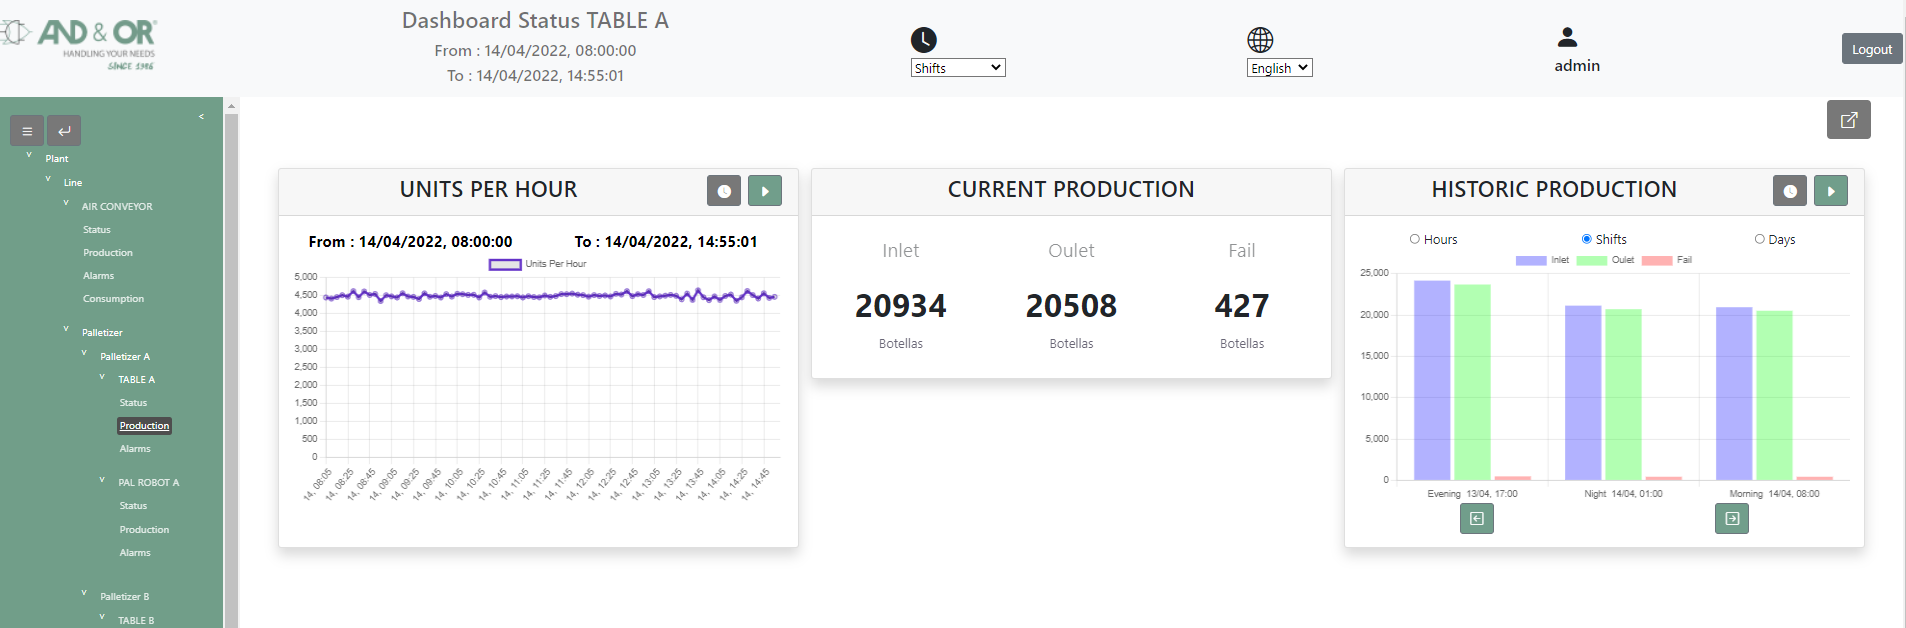 AND & OR
HANDLING YOUR NEEDS
SINCE 1986
Dashboard Status TABLE A
From : 14/04/2022, 08:00:00
To : 14/04/2022, 14:55:01
Shifts
English
admin
Logout
<
Plant
Line
AIR CONVEYOR
Status
Production
Alarms
Consumption
Palletizer
Palletizer A
TABLE A
Status
Production
Alarms
PAL ROBOT A
Status
Production
Alarms
Palletizer B
TABLE B
UNITS PER HOUR
From : 14/04/2022, 08:00:00 To : 14/04/2022, 14:55:01
Units Per Hour
5,000
4,500
4,000
3,500
3,000
2,500
2,000
1,500
1,000
500
0
14, 08:05 14, 08:25 14, 08:45 14, 09:05 14, 09:25 14, 09:45 14, 10:05 14, 10:25 14, 10:45 14, 11:05 14, 11:25 14, 11:45 14, 12:05 14, 12:25 14, 12:45 14, 13:05 14, 13:25 14, 13:45 14, 14:05 14, 14:25 14, 14:45
CURRENT PRODUCTION
Inlet Oulet Fail
20934 20508 427
Botellas Botellas Botellas
HISTORIC PRODUCTION
Hours Shifts Days
Inlet Oulet Fail
25,000
20,000
15,000
10,000
5,000
0
Evening 13/04, 17:00 Night 14/04, 01:00 Morning 14/04, 08:00